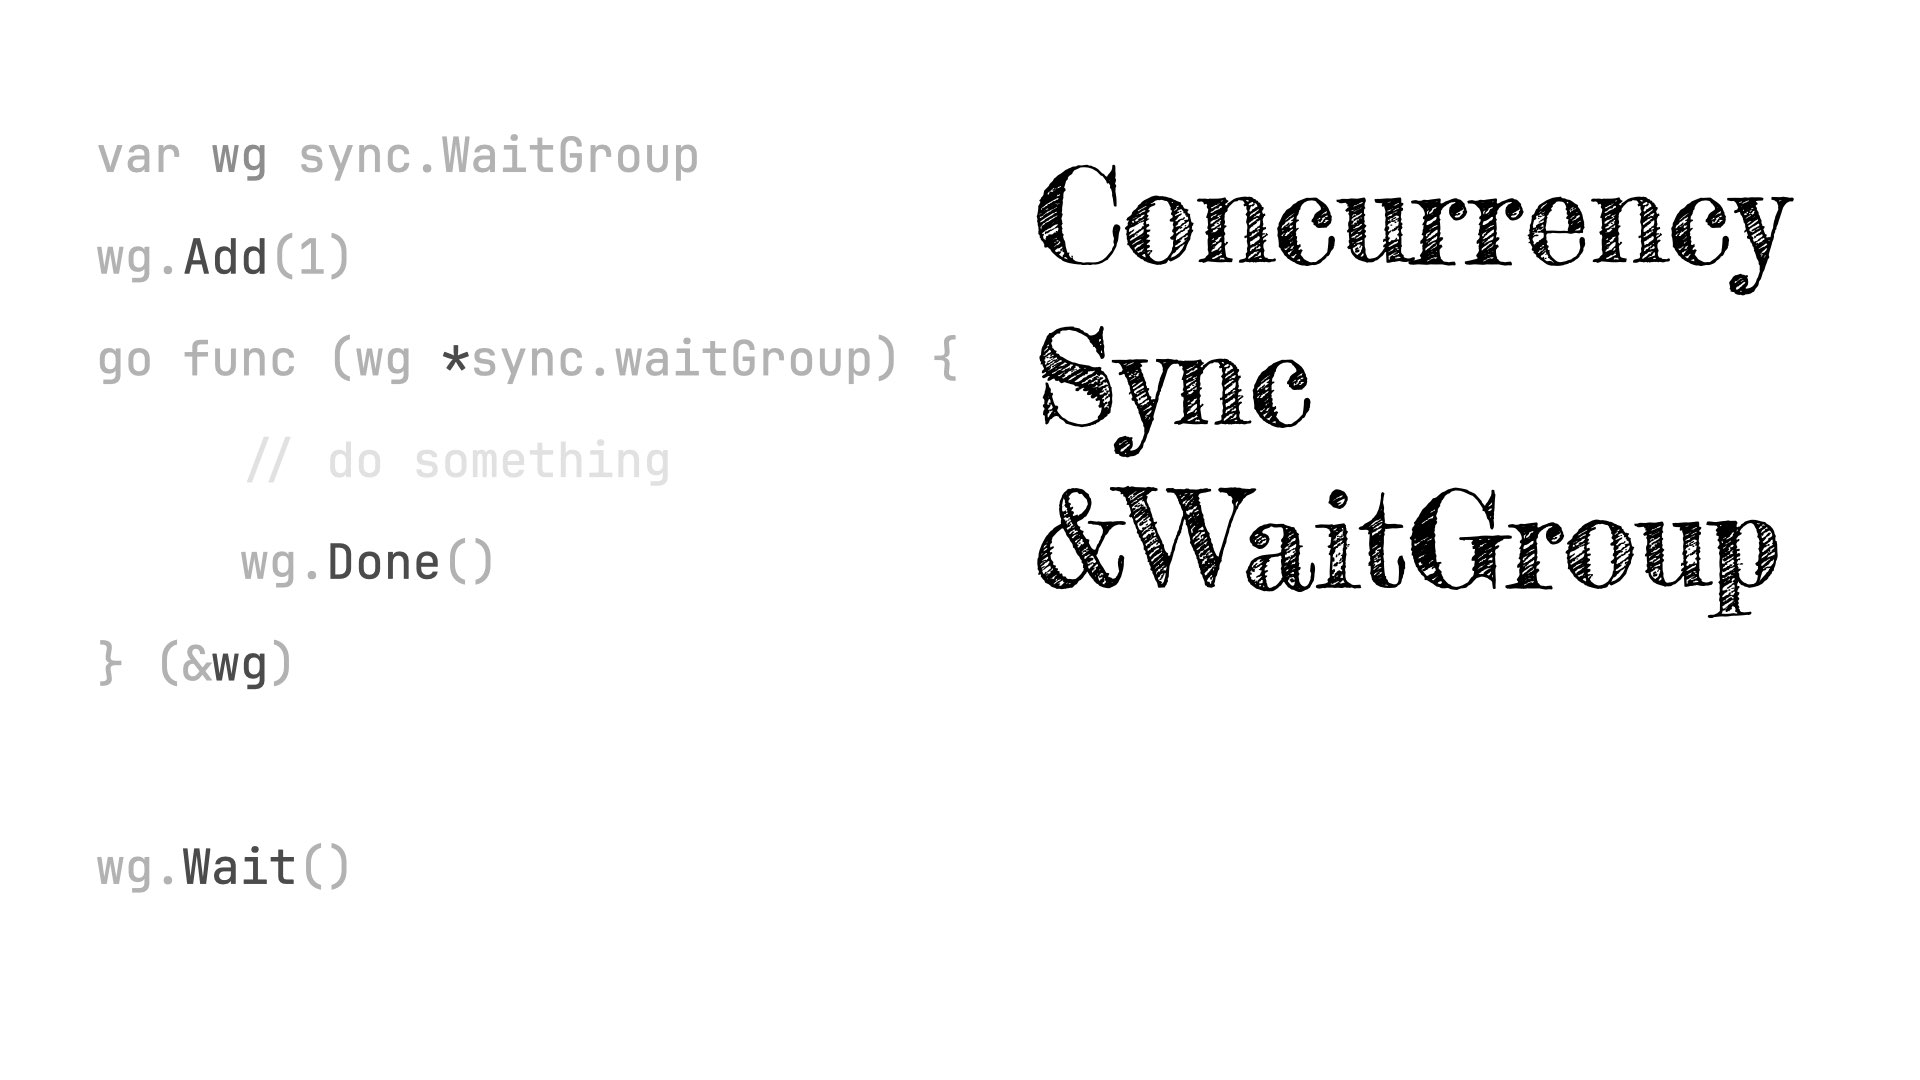 var wg sync.WaitGroup
wg.Add(1)
go func (wg *sync.waitGroup) {
// do something
wg.Done()
} (&wg)
wg.Wait()
Concurrency
Sync
&WaitGroup